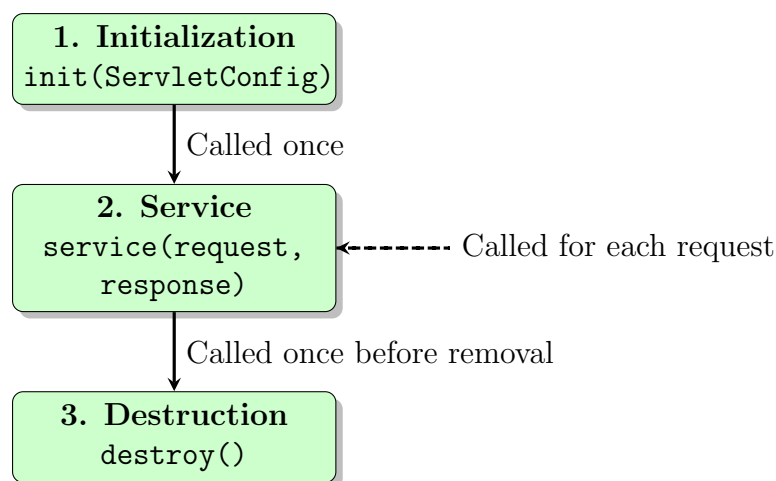 1. Initialization
init(ServletConfig)
Called once
2. Service
service(request,
response)
Called for each request
Called once before removal
3. Destruction
destroy()